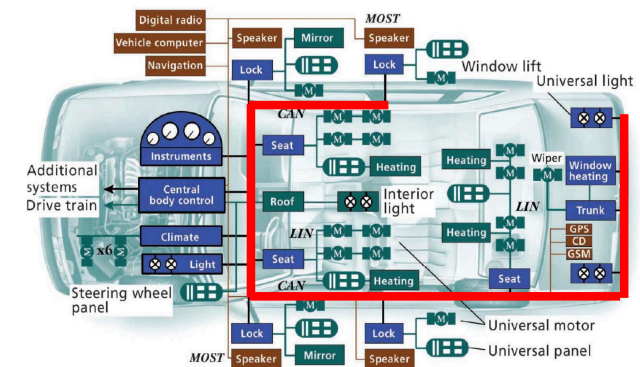 Digital radio
MOST
Vehicle computer
Speaker
Mirror
Speaker
Navigation
Lock
Lock
M
M
Window lift
Universal light
CAN
M
M
Instruments
Seat
M
M
Heating
Heating
M
M
Wiper
M
Window
heating
Additional
systems
Drive train
Central
body control
Roof
Interior
light
LIN
Trunk
LIN
M
M
M
M
Heating
M
M
GPS
CD
GSM
Climate
M
x6
M
Light
Seat
M
M
Heating
Seat
CAN
Steering wheel
panel
M
M
Universal motor
Lock
Lock
MOST
Speaker
Mirror
Speaker
Universal panel